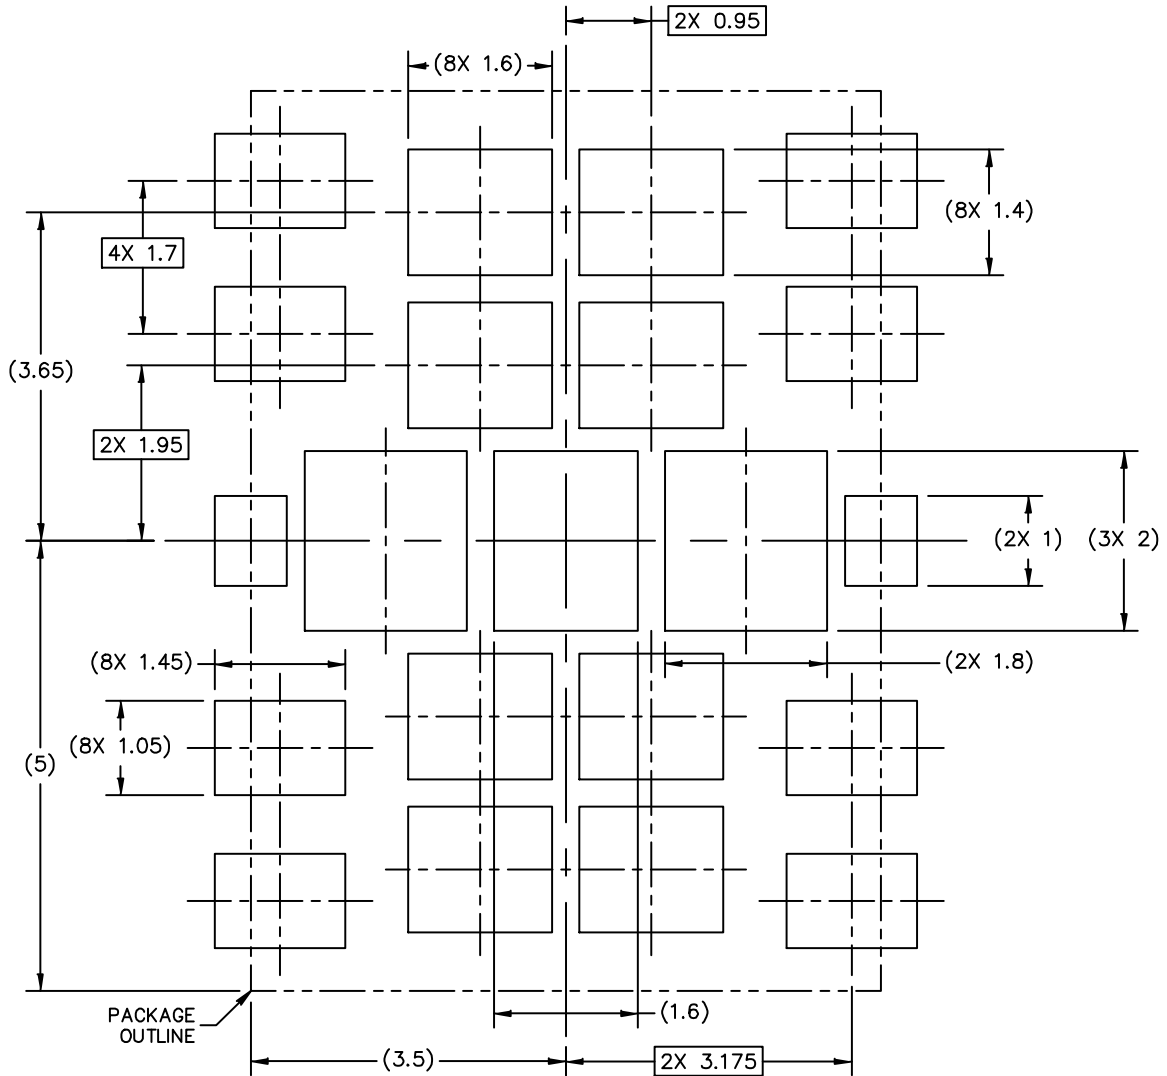 2X 0.95
(8X 1.6)
(8X 1.4)
4X 1.7
(3.65)
2X 1.95
(2X 1)
(3X 2)
(8X 1.45)
(2X 1.8)
(8X 1.05)
(5)
PACKAGE
OUTLINE
(1.6)
(3.5)
2X 3.175